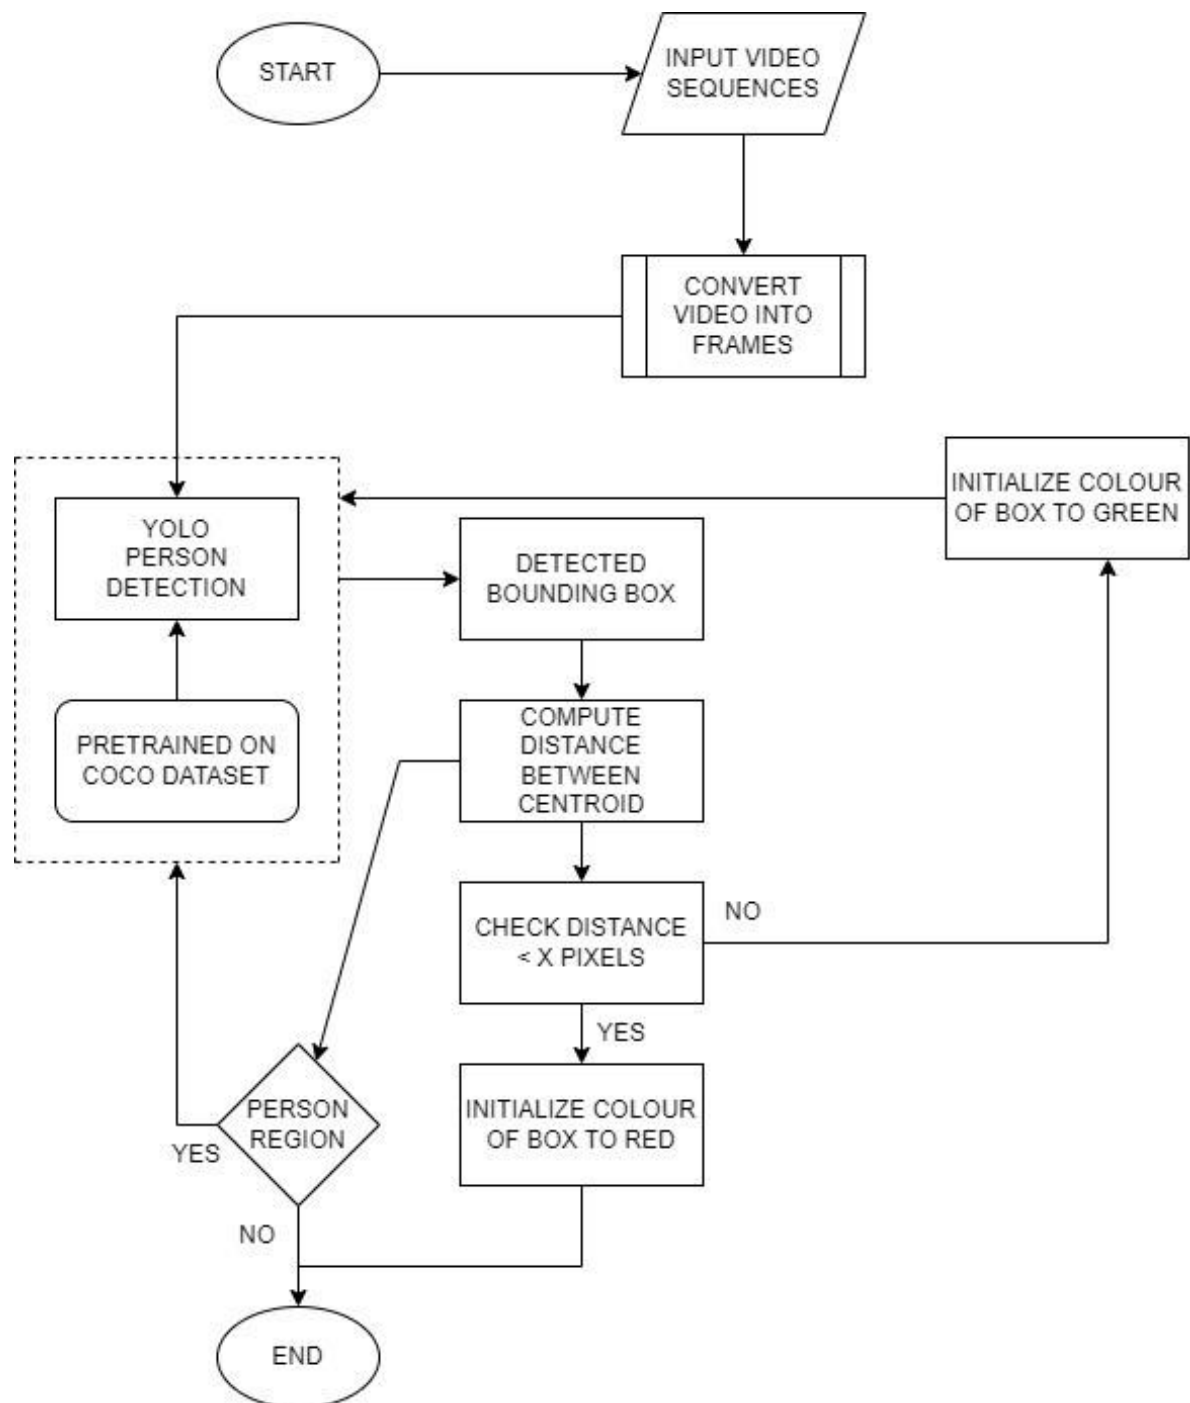 START
INPUT VIDEO
SEQUENCES
CONVERT
VIDEO INTO
FRAMES
INITIALIZE COLOUR
OF BOX TO GREEN
YOLO
PERSON
DETECTION
DETECTED
BOUNDING BOX
PRETRAINED ON
COCO DATASET
COMPUTE
DISTANCE
BETWEEN
CENTROID
CHECK DISTANCE
< X PIXELS
NO
YES
INITIALIZE COLOUR
OF BOX TO RED
PERSON
REGION
YES
NO
END